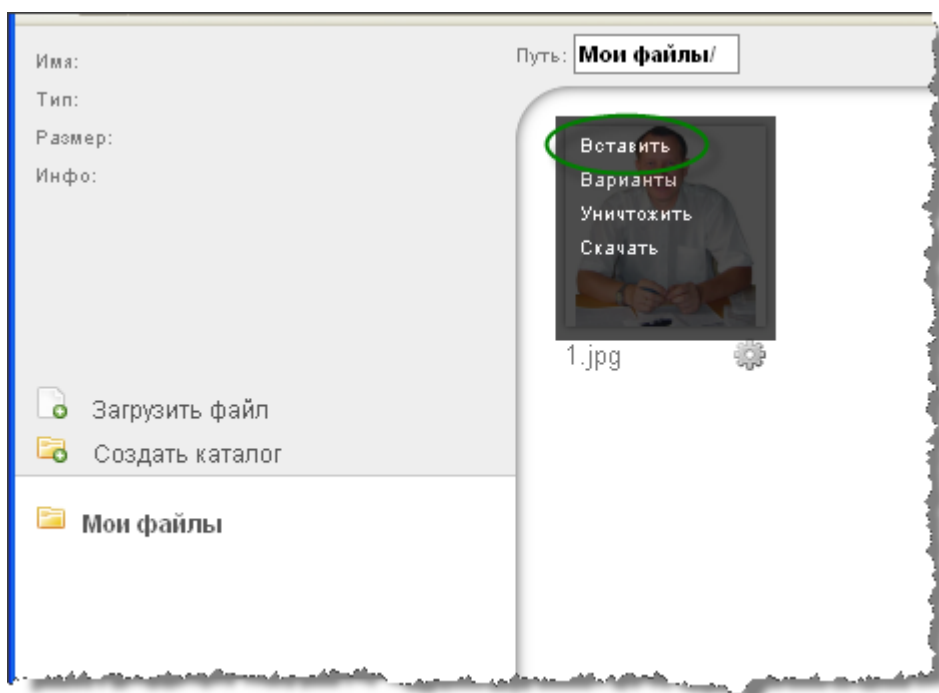 Имя:
Тип:
Размер:
Инфо:
Загрузить файл
Создать каталог
Мои файлы
Путь: Мои файлы/
Вставить
Варианты
Уничтожить
Скачать
1.jpg